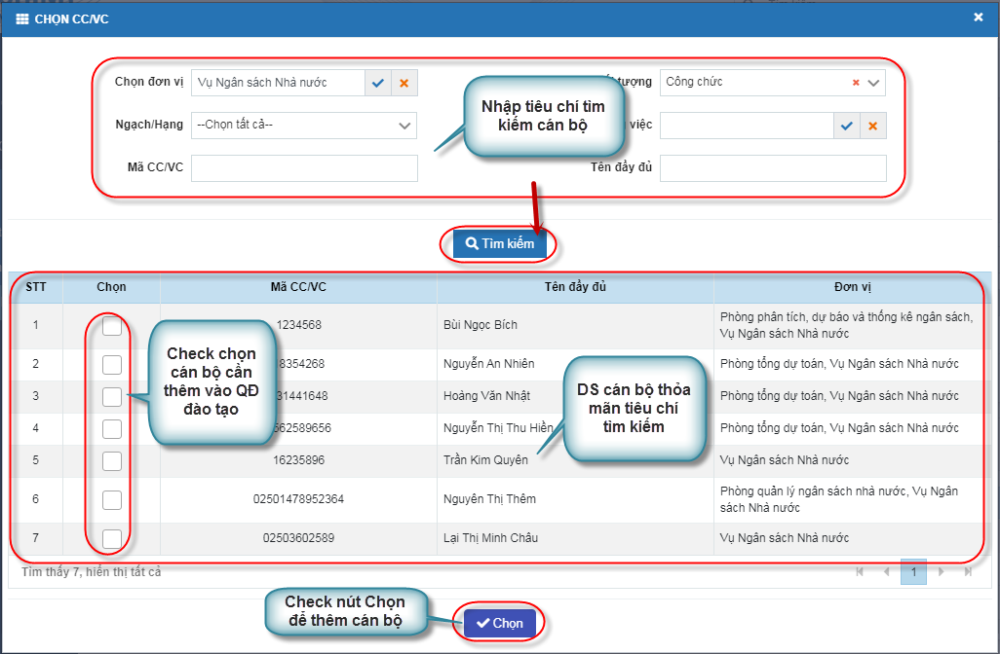 CHỌN CC/VC
Chọn đơn vị Vụ Ngân sách Nhà nước tượng Công chức
Ngạch/Hạng --Chọn tất cả-- việc
Mã CC/VC Tên đầy đủ
Nhập tiêu chí tìm
kiếm cán bộ
Tìm kiếm
STT Chọn Mã CC/VC Tên đầy đủ Đơn vị
1 1234568 Bùi Ngọc Bích Phòng phân tích, dự báo và thống kê ngân sách,
Vụ Ngân sách Nhà nước
2 8354268 Nguyễn An Nhiên Phòng tổng dự toán, Vụ Ngân sách Nhà nước
3 31441648 Hoàng Văn Nhật Phòng tổng dự toán, Vụ Ngân sách Nhà nước
4 562589656 Nguyễn Thị Thu Hiền Phòng tổng dự toán, Vụ Ngân sách Nhà nước
5 16235896 Trần Kim Quyên Vụ Ngân sách Nhà nước
6 02501478952364 Nguyên Thị Thêm Phòng quản lý ngân sách nhà nước, Vụ Ngân
sách Nhà nước
7 02503602589 Lại Thị Minh Châu Vụ Ngân sách Nhà nước
Check chọn
cán bộ cần
thêm vào QĐ
đào tạo
DS cán bộ thỏa
mãn tiêu chí
tìm kiếm
Tìm thấy 7, hiển thị tất cả 1
Check nút Chọn
để thêm cán bộ
Chọn